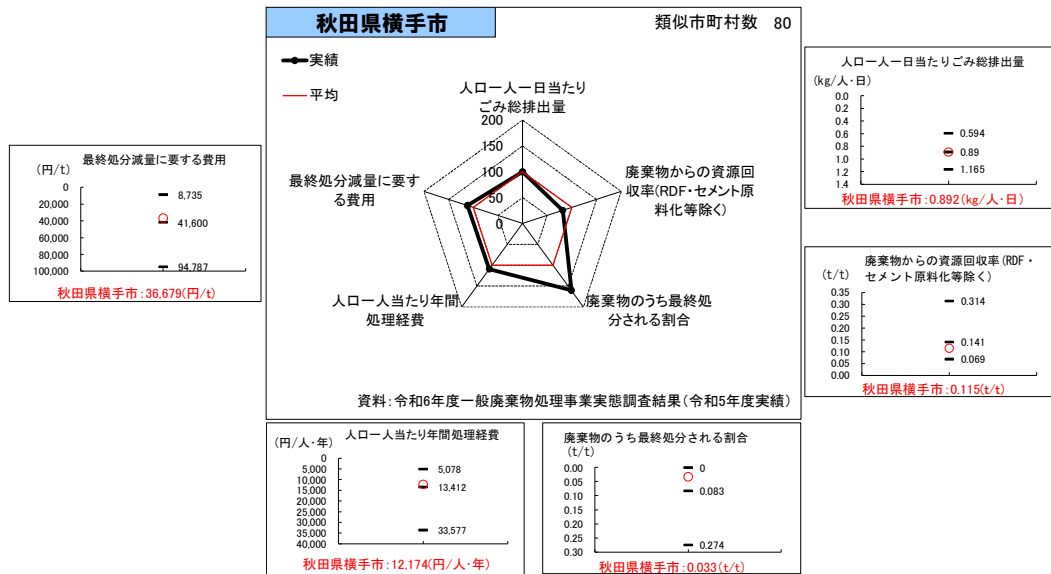 秋田県横手市
類似市町村数 80
実績
平均
人口一人一日当たり
ごみ総排出量
廃棄物からの資源回
収率(RDF・セメント原
料化等除く)
廃棄物のうち最終処
分される割合
人口一人当たり年間
処理経費
最終処分減量に要す
る費用
200
150
100
50
0
資料:令和6年度一般廃棄物処理事業実態調査結果(令和5年度実績)
最終処分減量に要する費用
(円/t)
0
20,000
40,000
60,000
80,000
100,000
8,735
41,600
94,787
秋田県横手市:36,679(円/t)
人口一人一日当たりごみ総排出量
(kg/人・日)
0.0
0.2
0.4
0.6
0.8
1.0
1.2
1.4
0.594
0.89
1.165
秋田県横手市:0.892(kg/人・日)
廃棄物からの資源回収率(RDF・
セメント原料化等除く)
(t/t)
0.35
0.30
0.25
0.20
0.15
0.10
0.05
0.00
0.314
0.141
0.069
秋田県横手市:0.115(t/t)
人口一人当たり年間処理経費
(円/人・年)
0
5,000
10,000
15,000
20,000
25,000
30,000
35,000
40,000
5,078
13,412
33,577
秋田県横手市:12,174(円/人・年)
廃棄物のうち最終処分される割合
(t/t)
0.00
0.05
0.10
0.15
0.20
0.25
0.30
0
0.083
0.274
秋田県横手市:0.033(t/t)